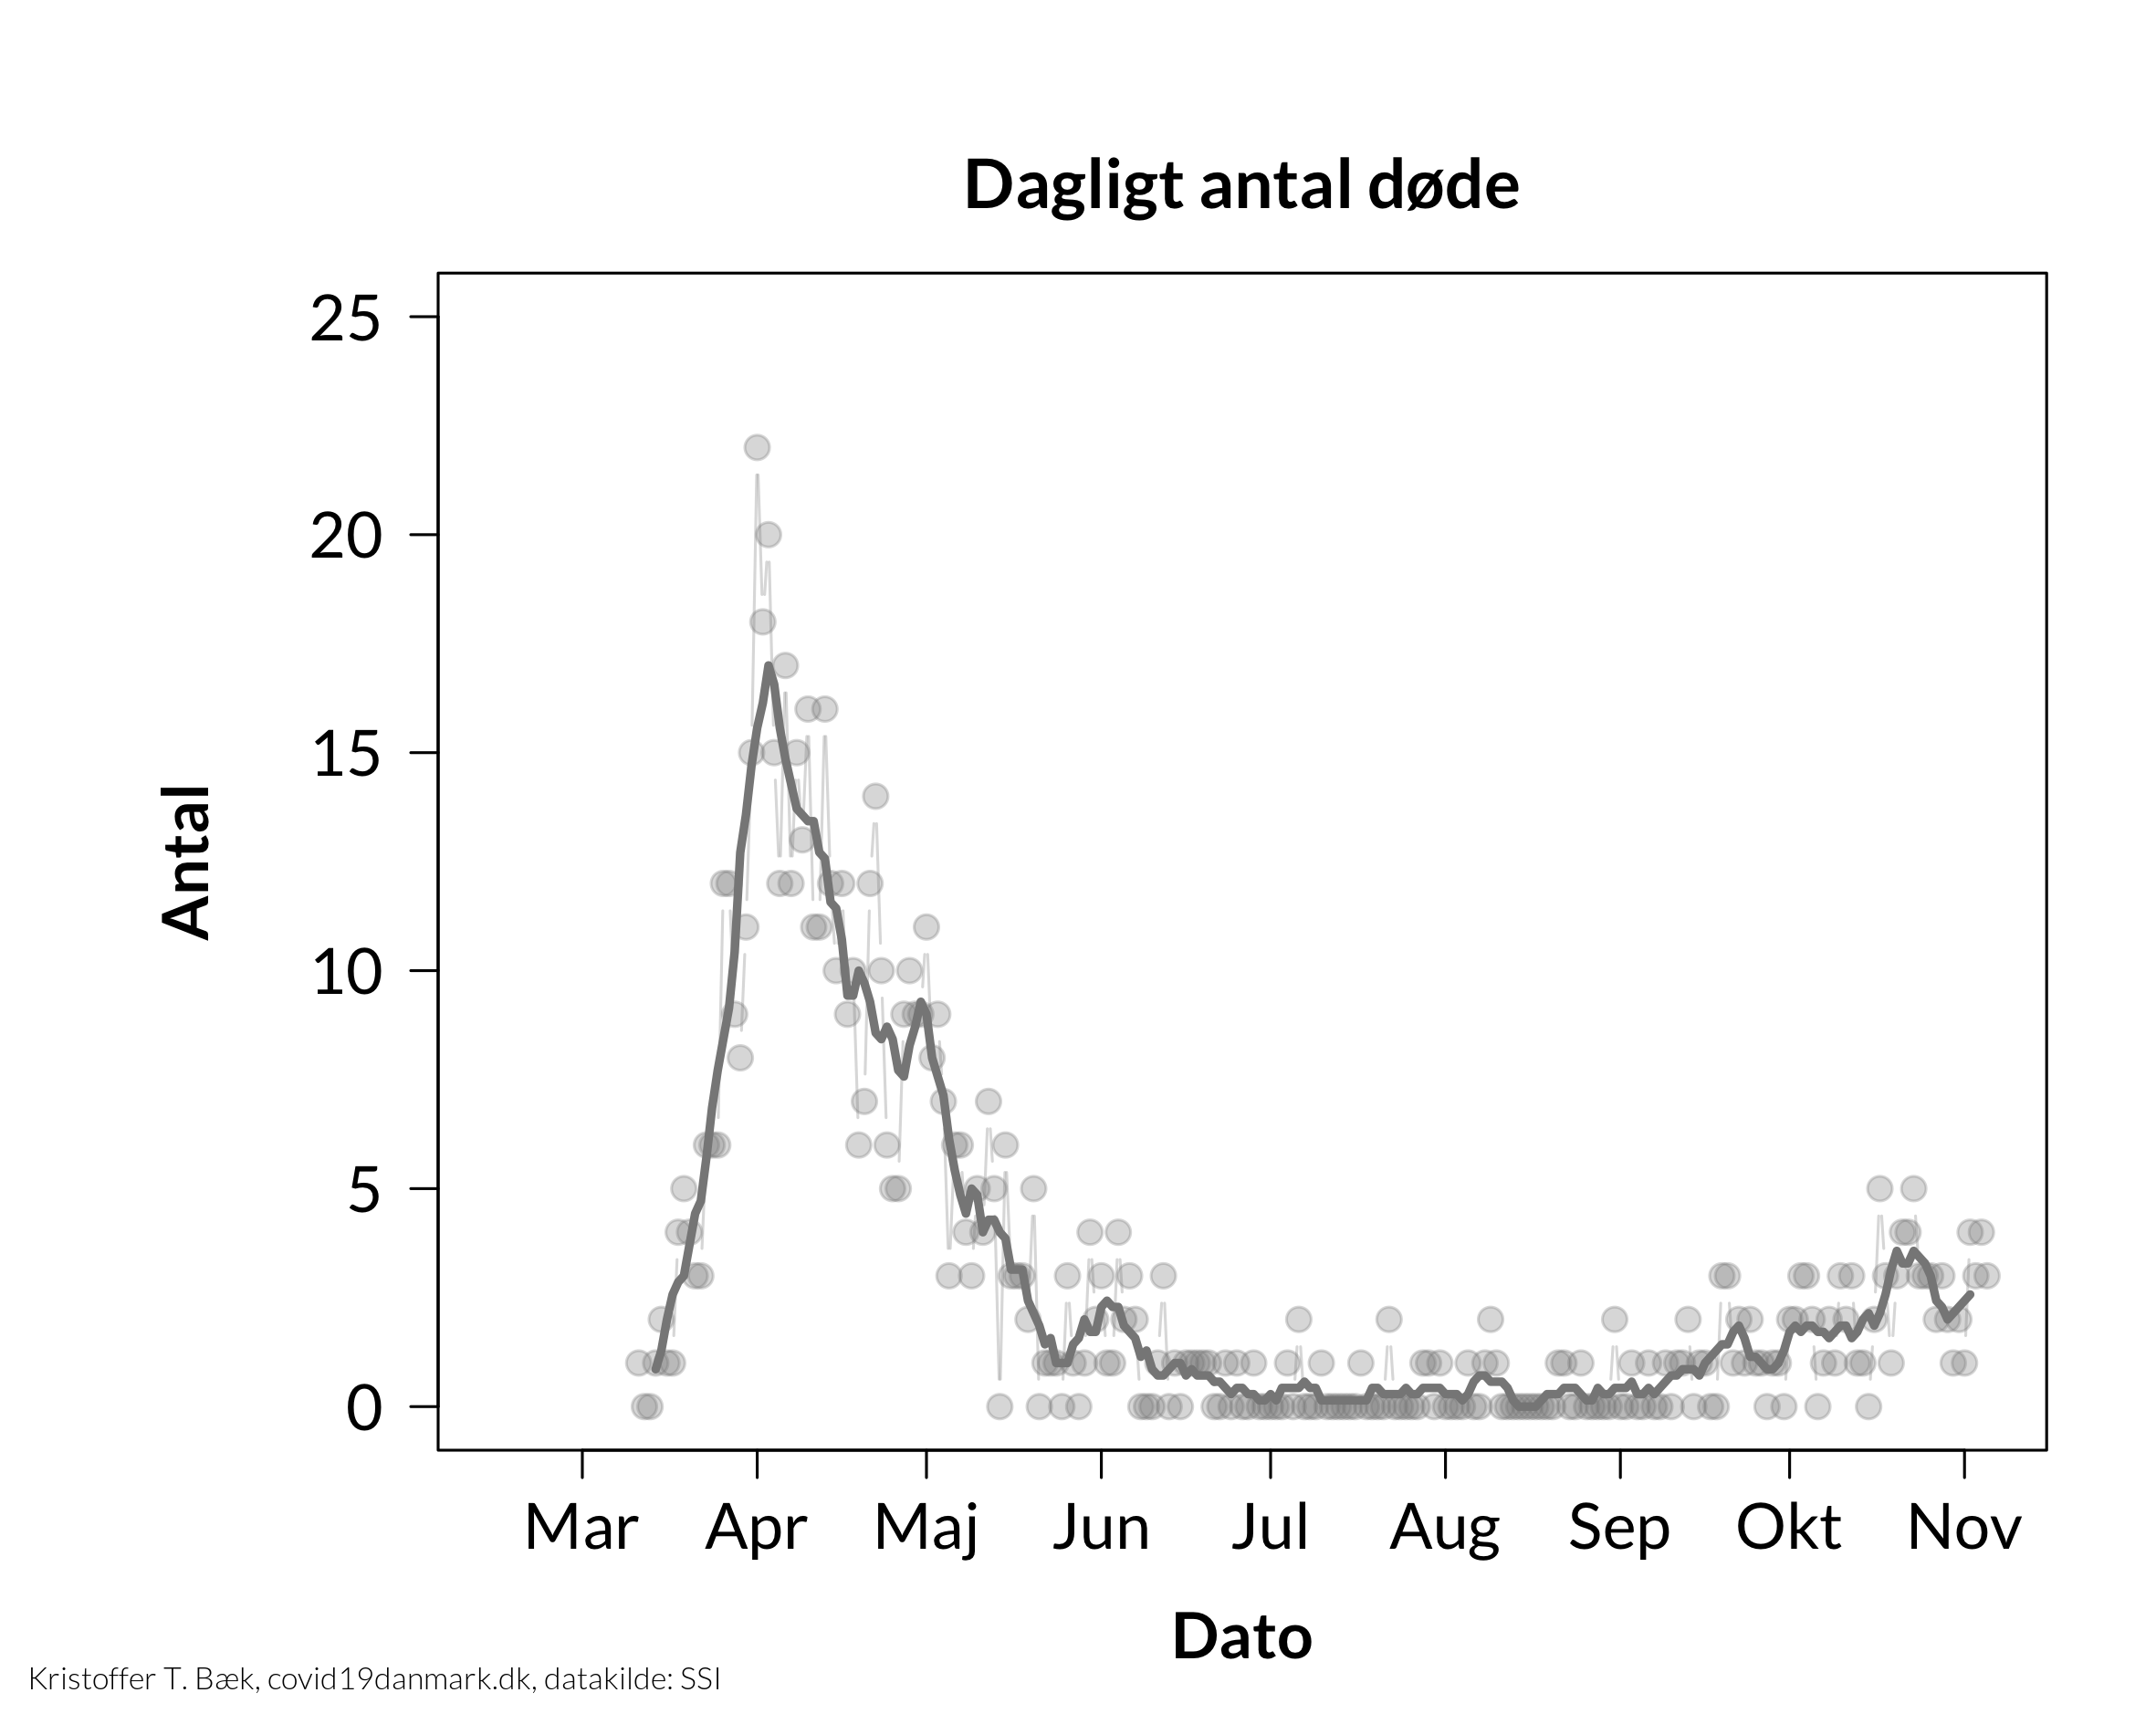 Dagligt antal døde
25
20
15
10
5
0
Antal
Mar Apr Maj Jun Jul Aug Sep Okt Nov
Dato
Kristoffer T. Bæk, covid19danmark.dk, datakilde: SSI